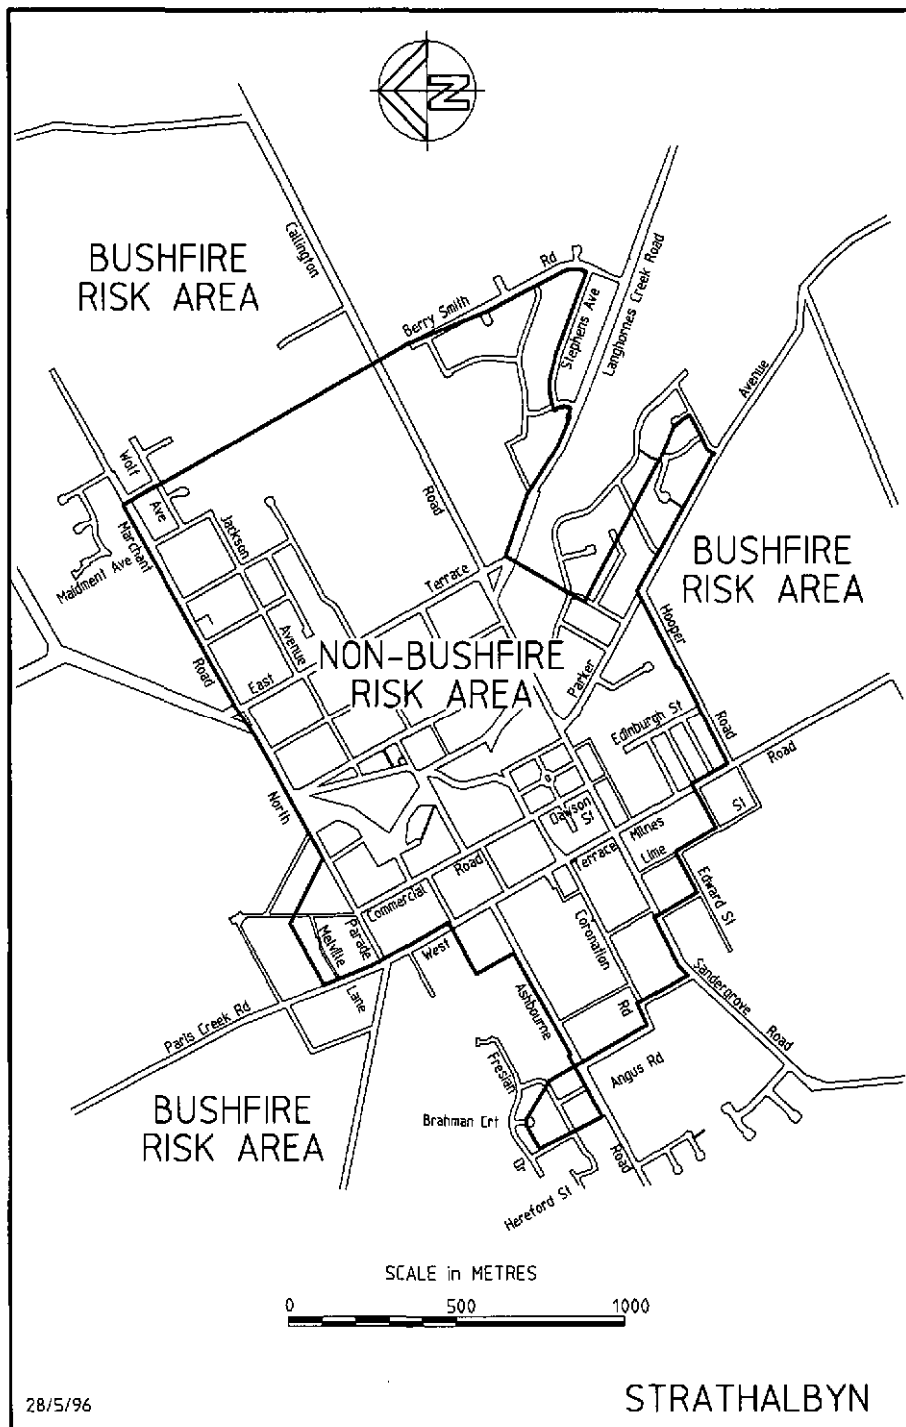 N
BUSHFIRE
RISK AREA
Callington
Road
Berry Smith
Rd
Stephens Ave
Langhornes Creek Road
Avenue
Wolf
Ave
Maidment Ave
Marchant
Road
North
Jackson
Avenue
East
Terrace
NON-BUSHFIRE
RISK AREA
BUSHFIRE
RISK AREA
Hooper
Road
Parker
Edinburgh St
Road
Milnes
Dawson
St
Terrace
Lime
St
Edward St
Commercial
Road
Coronation
Rd
Parade
Melville
Lane
West
Ashbourne
Road
Paris Creek Rd
Sandergrove
Road
Angus Rd
Fresian
Dr
Brahman Crt
Hereford St
BUSHFIRE
RISK AREA
SCALE in METRES
0 500 1000
28/5/96
STRATHALBYN